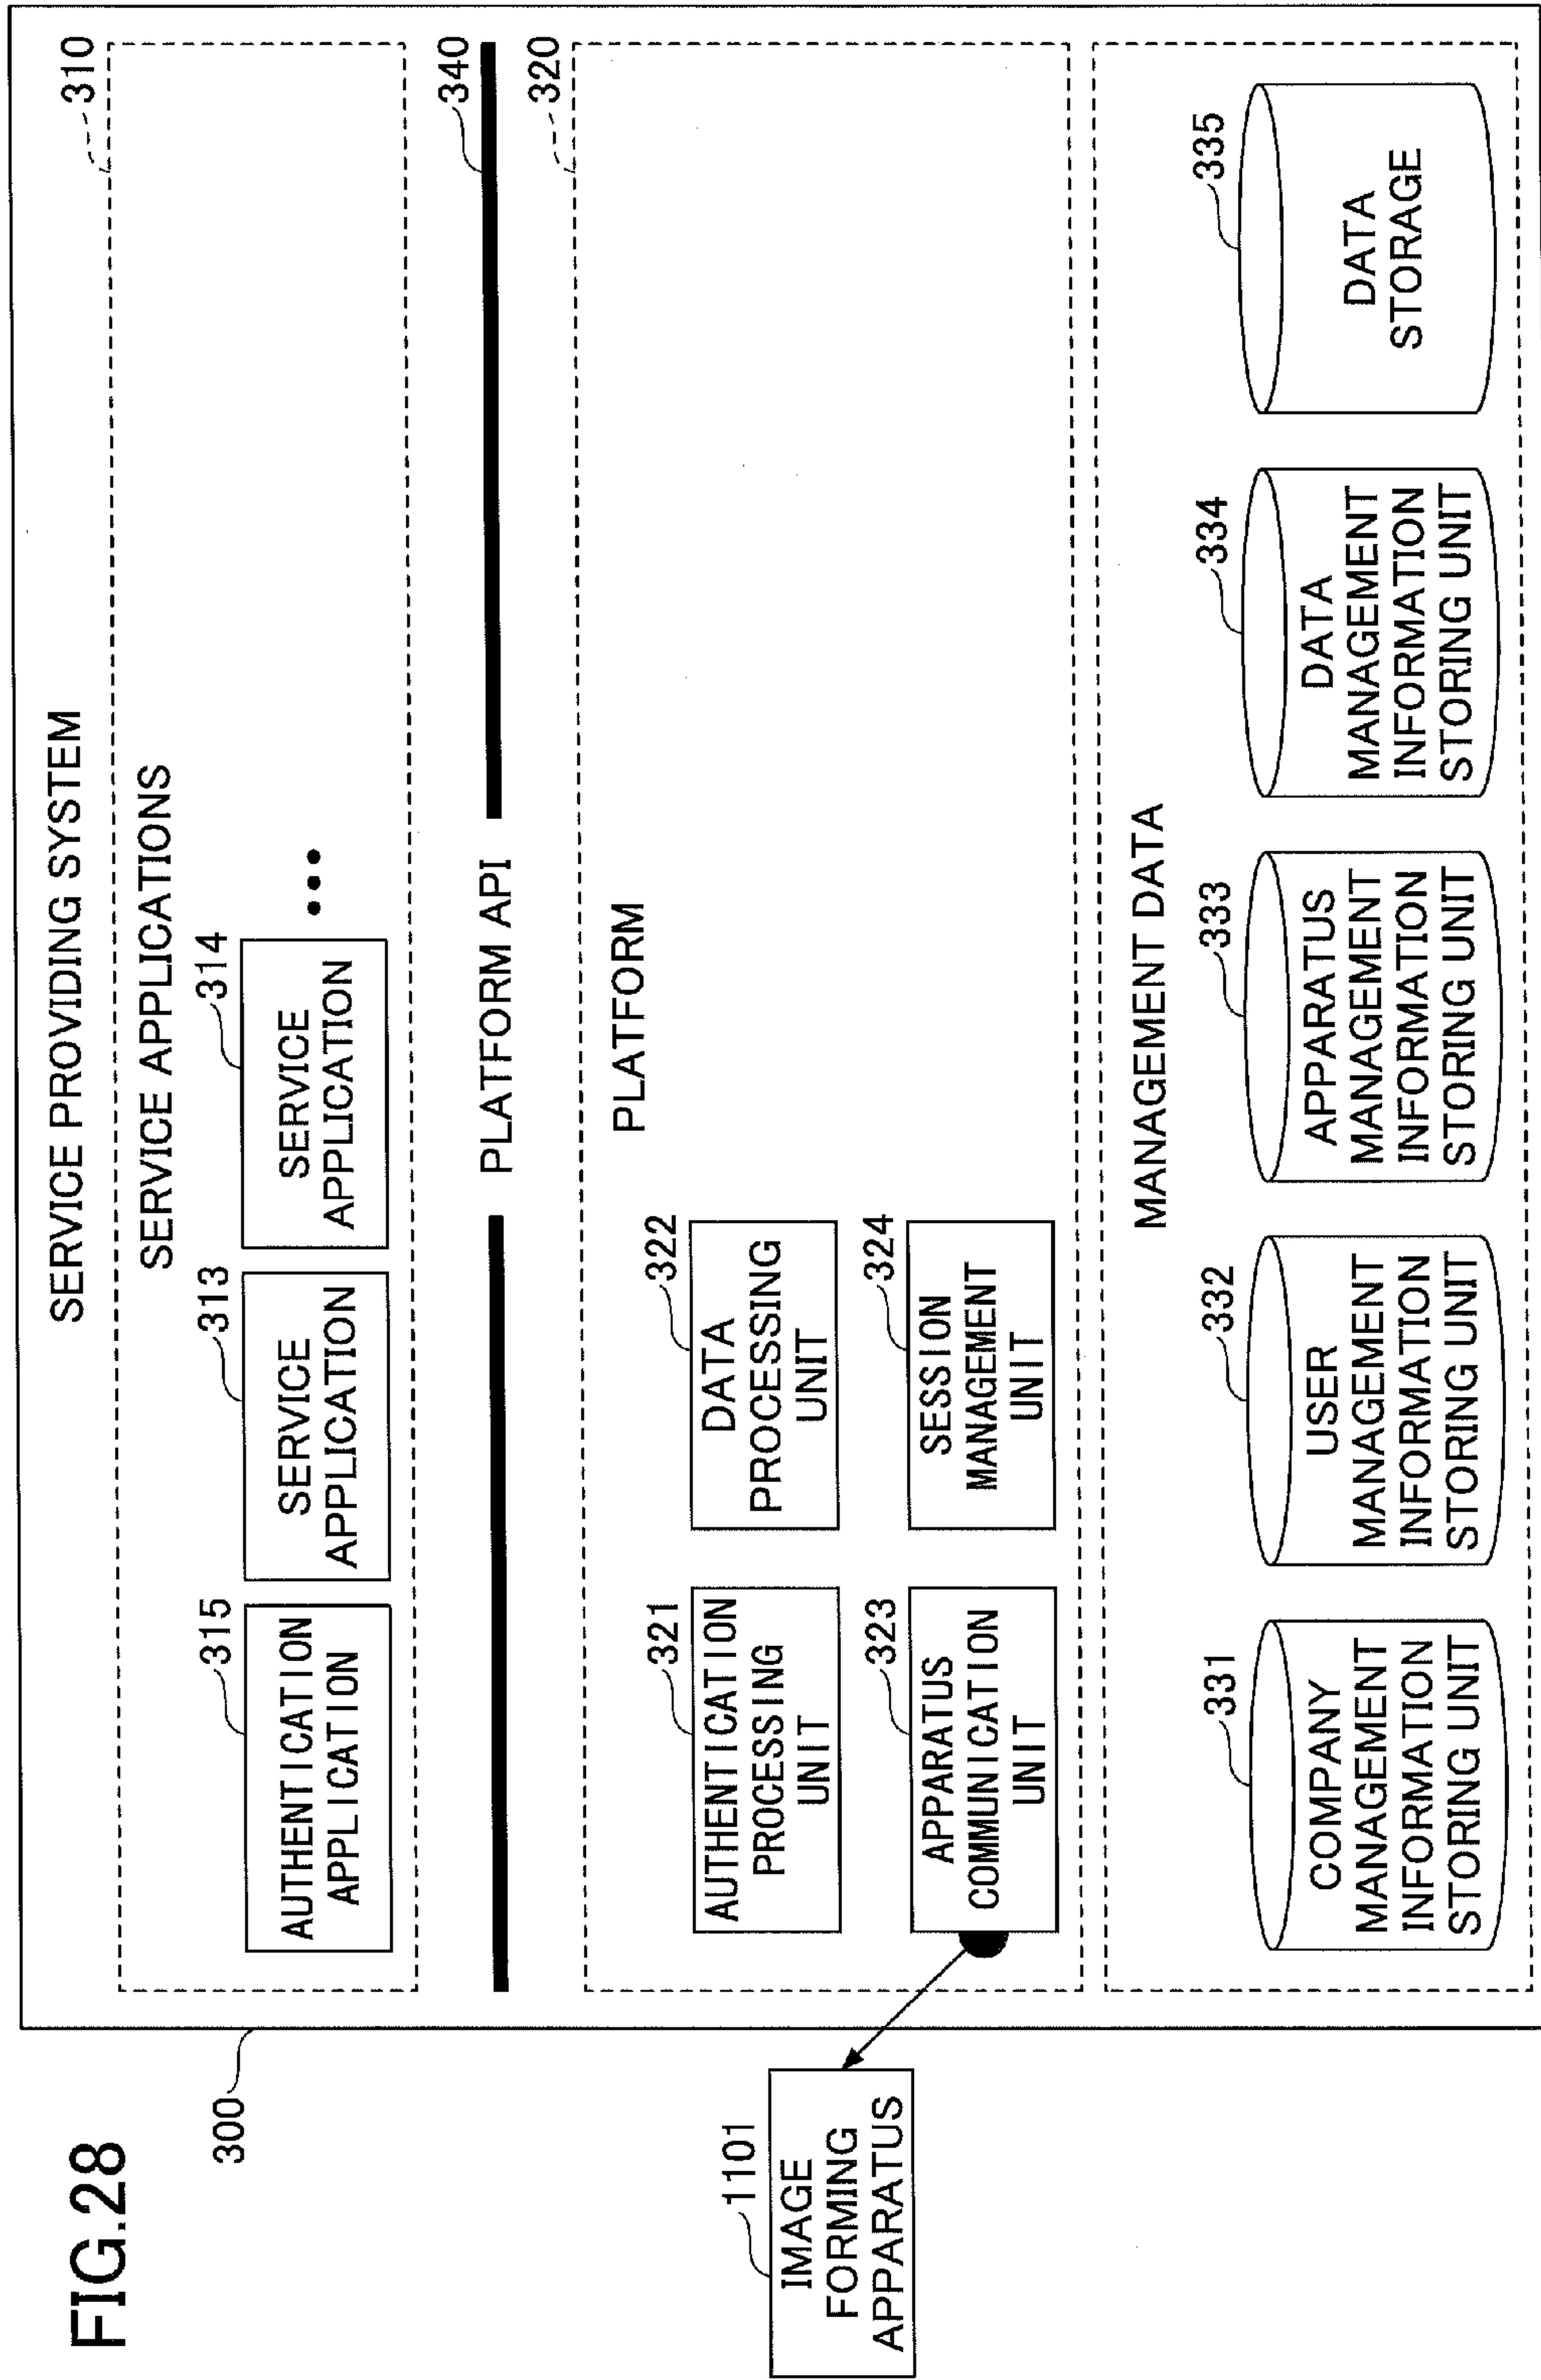 FIG.28
SERVICE PROVIDING SYSTEM
300
310
SERVICE APPLICATIONS
315
AUTHENTICATION
APPLICATION
313
SERVICE
APPLICATION
314
SERVICE
APPLICATION
•••
PLATFORM API
340
320
PLATFORM
321
AUTHENTICATION
PROCESSING
UNIT
322
DATA
PROCESSING
UNIT
1101
IMAGE
FORMING
APPARATUS
323
APPARATUS
COMMUNICATION
UNIT
324
SESSION
MANAGEMENT
UNIT
MANAGEMENT DATA
331
COMPANY
MANAGEMENT
INFORMATION
STORING UNIT
332
USER
MANAGEMENT
INFORMATION
STORING UNIT
333
APPARATUS
MANAGEMENT
INFORMATION
STORING UNIT
334
DATA
MANAGEMENT
INFORMATION
STORING UNIT
335
DATA
STORAGE